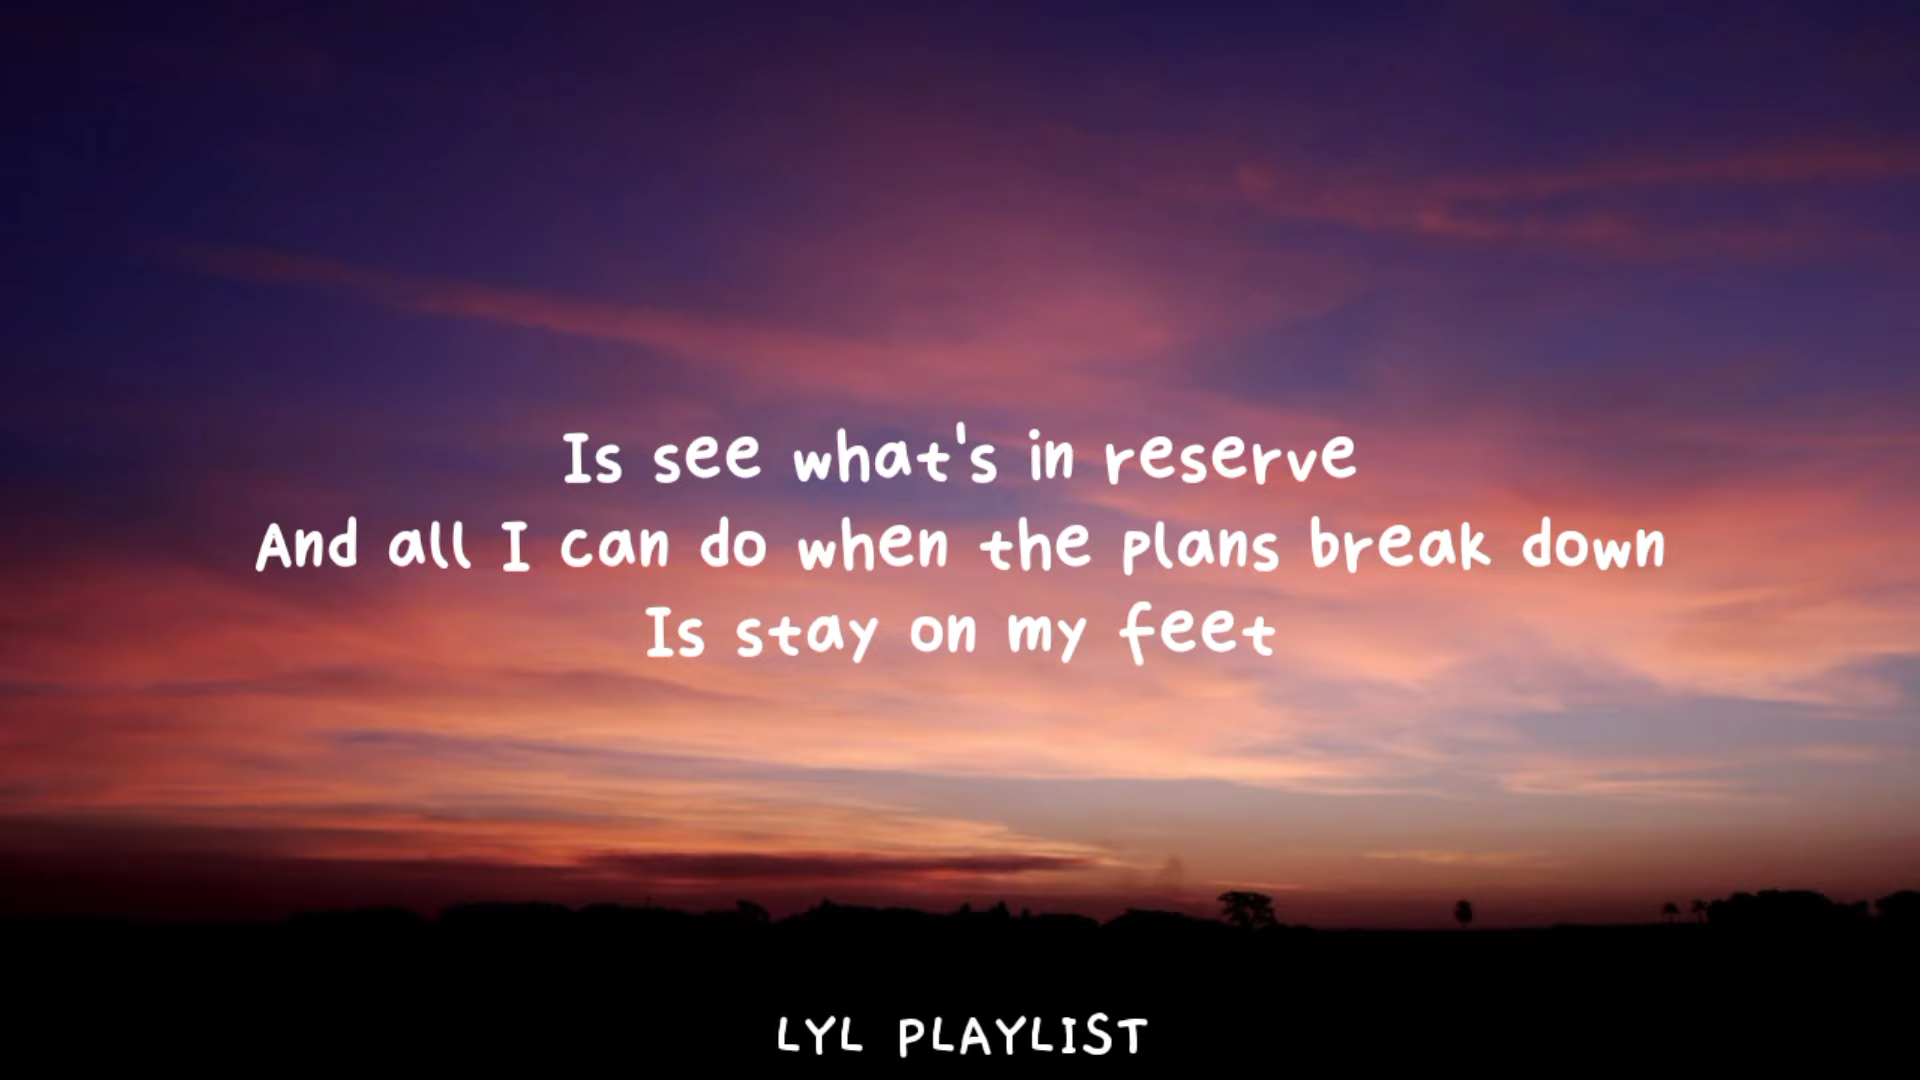 Is see what's in reserve
And all I can do when the plans break down
Is stay on my feet
LYL PLAYLIST